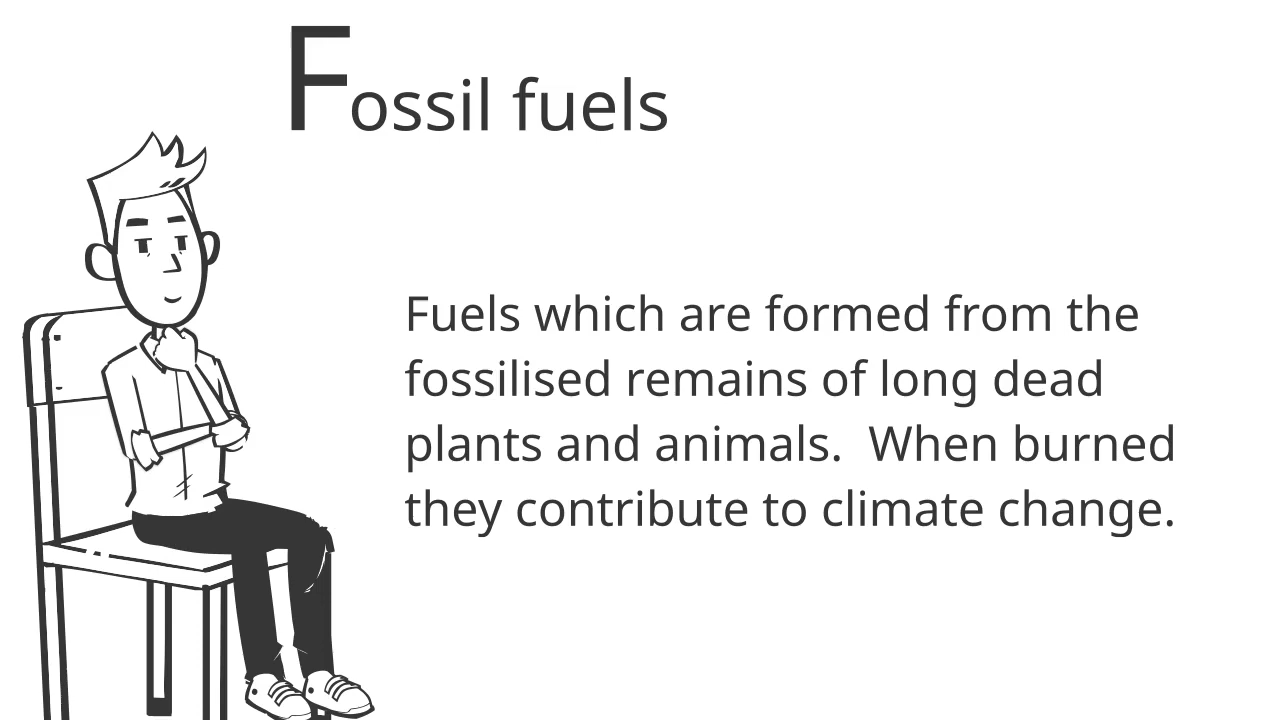 Fossil fuels
Fuels which are formed from the
fossilised remains of long dead
plants and animals.  When burned
they contribute to climate change.